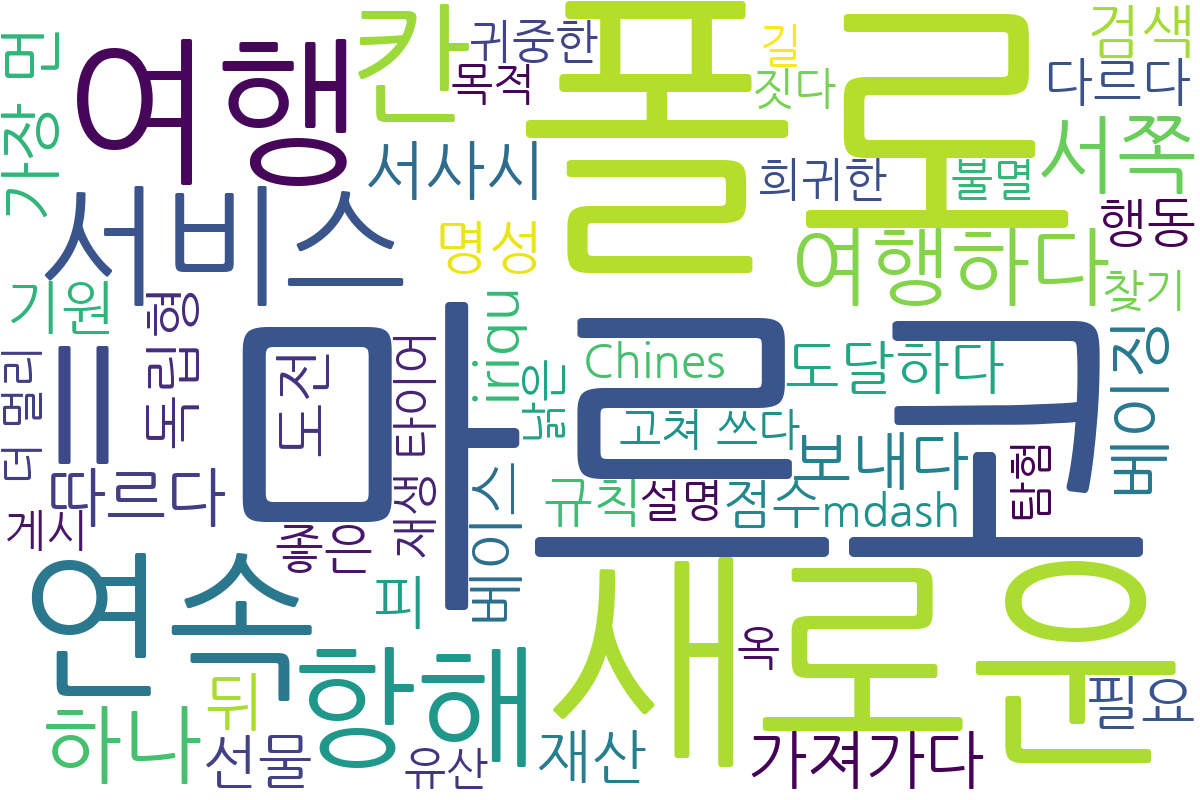 가장 먼
여행
칸
귀중한
목적
폴로
길
짓다
검색
다르다
서쪽
서사시
희귀한
불멸
행동
서비스
명성
여행하다
찾기
기원
독립형
더 멀리
||
마르코
도전
재생 타이어
iriqu
낡은
Chines
도달하다
고쳐 쓰다
베이징
탐험
보내다
따르다
규칙
설명
점수
mdash
게시
좋은
베이스
피
연속
새로운
항해
옥
하나
뒤
선물
유산
재산
가져가다
필요